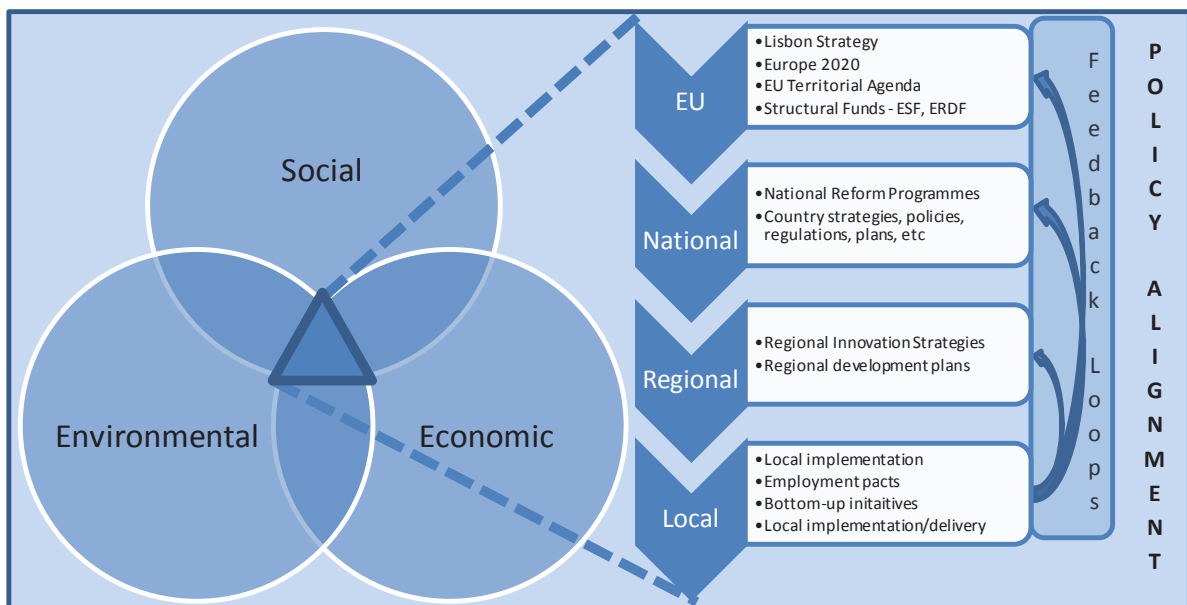 Social
Environmental
Economic
EU
•Lisbon Strategy
•Europe 2020
•EU Territorial Agenda
•Structural Funds - ESF, ERDF
National
•National Reform Programmes
•Country strategies, policies,
regulations, plans, etc
Regional
•Regional Innovation Strategies
•Regional development plans
Local
•Local implementation
•Employment pacts
•Bottom-up initaitives
•Local implementation/delivery
Feedback Loops
POLICY ALIGNMENT